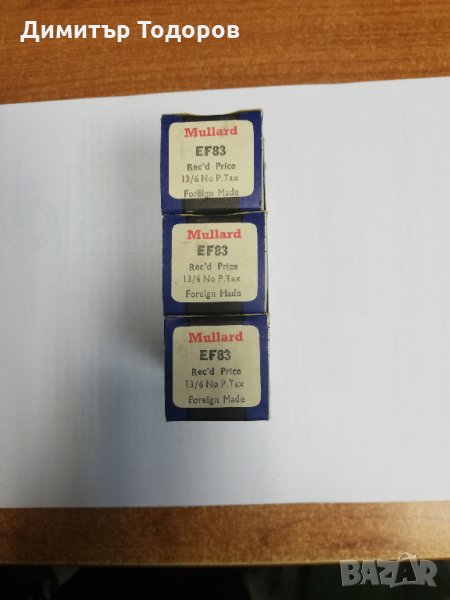 Димитър Тодоров
Mullard
EF83
Rec'd Price
13/6 No P.Tax
Foreign Made
Mullard
EF83
Rec'd Price
13/6 No P.Tax
Foreign Made
Mullard
EF83
Rec'd Price
13/6 No P.Tax
Foreign Made
BAZAR